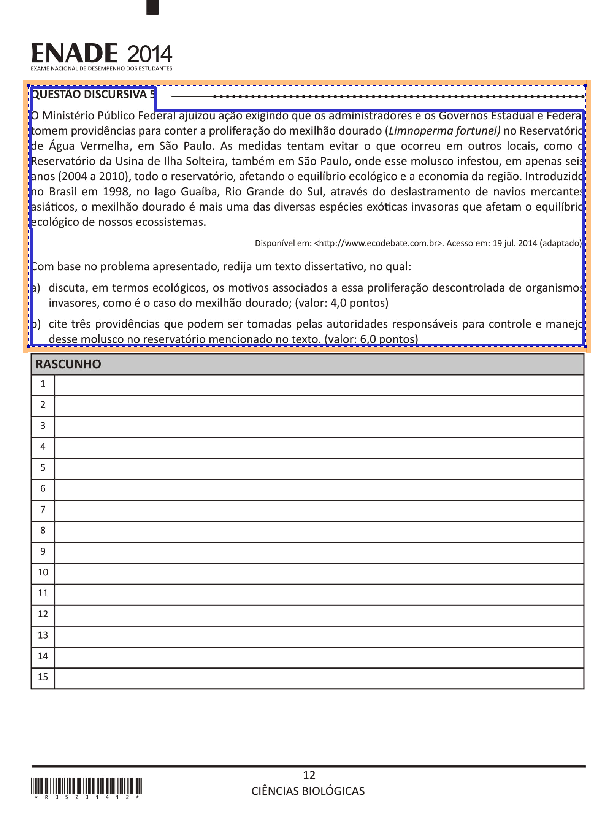 ENADE 2014
EXAME NACIONAL DE DESEMPENHO DOS ESTUDANTES
QUESTÃO DISCURSIVA 5
O Ministério Público Federal ajuizou ação exigindo que os administradores e os Governos Estadual e Federal
tomem providências para conter a proliferação do mexilhão dourado (Limnoperma fortunei) no Reservatório
de Água Vermelha, em São Paulo. As medidas tentam evitar o que ocorreu em outros locais, como o
Reservatório da Usina de Ilha Solteira, também em São Paulo, onde esse molusco infestou, em apenas seis
anos (2004 a 2010), todo o reservatório, afetando o equilíbrio ecológico e a economia da região. Introduzido
no Brasil em 1998, no lago Guaíba, Rio Grande do Sul, através do deslastramento de navios mercantes
asiáticos, o mexilhão dourado é mais uma das diversas espécies exóticas invasoras que afetam o equilíbrio
ecológico de nossos ecossistemas.
Disponível em: <http://www.ecodebate.com.br>. Acesso em: 19 jul. 2014 (adaptado).
Com base no problema apresentado, redija um texto dissertativo, no qual:
a) discuta, em termos ecológicos, os motivos associados a essa proliferação descontrolada de organismos
invasores, como é o caso do mexilhão dourado; (valor: 4,0 pontos)
b) cite três providências que podem ser tomadas pelas autoridades responsáveis para controle e manejo
desse molusco no reservatório mencionado no texto. (valor: 6,0 pontos)
RASCUNHO
1
2
3
4
5
6
7
8
9
10
11
12
13
14
15
12
CIÊNCIAS BIOLÓGICAS